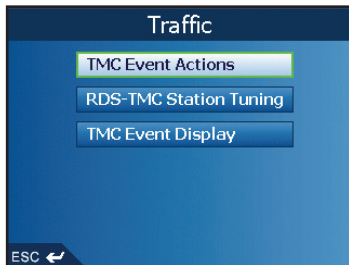 Traffic
TMC Event Actions
RDS-TMC Station Tuning
TMC Event Display
ESC